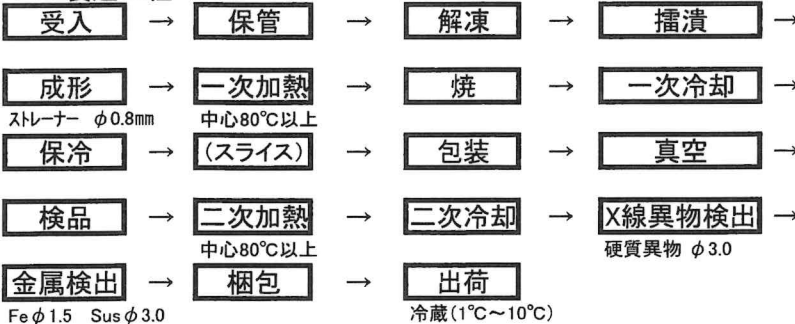 受入 → 保管 → 解凍 → 擂潰 →
成形 → 一次加熱 → 焼 → 一次冷却 →
ストレーナー φ0.8mm 中心80℃以上
保冷 → (スライス) → 包装 → 真空 →
検品 → 二次加熱 → 二次冷却 → X線異物検出 →
中心80℃以上 硬質異物 φ3.0
金属検出 → 梱包 → 出荷
Feφ1.5 Susφ3.0 冷蔵(1℃～10℃)